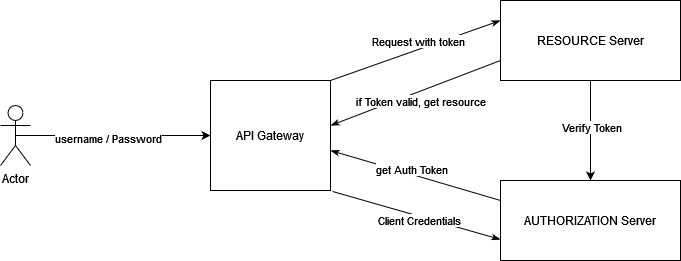 Request with token
RESOURCE Server
if Token valid, get resource
username / Password
API Gateway
Verify Token
Actor
get Auth Token
Client Credentials
AUTHORIZATION Server